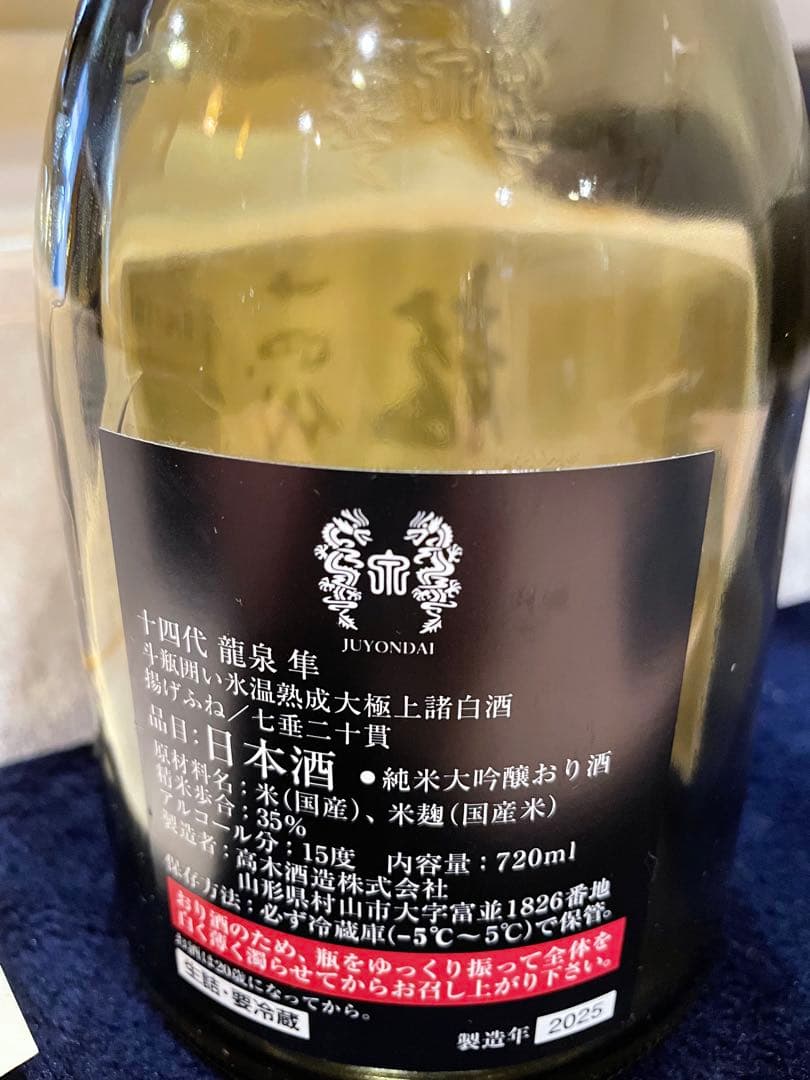 JUYONDAI
十四代 龍泉 隼
斗瓶囲い氷温熟成大極上諸白酒
揚げふね／七垂二十貫
品目：日本酒 ●純米大吟醸おり酒
原材料名：米（国産）、米麹（国産米）
精米歩合：35%
アルコール分：15度 内容量：720ml
製造者：高木酒造株式会社
山形県村山市大字富並1826番地
保存方法：必ず冷蔵庫（−5℃〜5℃）で保管。
おり酒のため、瓶をゆっくり振って全体を
白く薄く濁らせてからお召し上がり下さい。
お酒は20歳になってから。
生詰・要冷蔵
製造年 2025